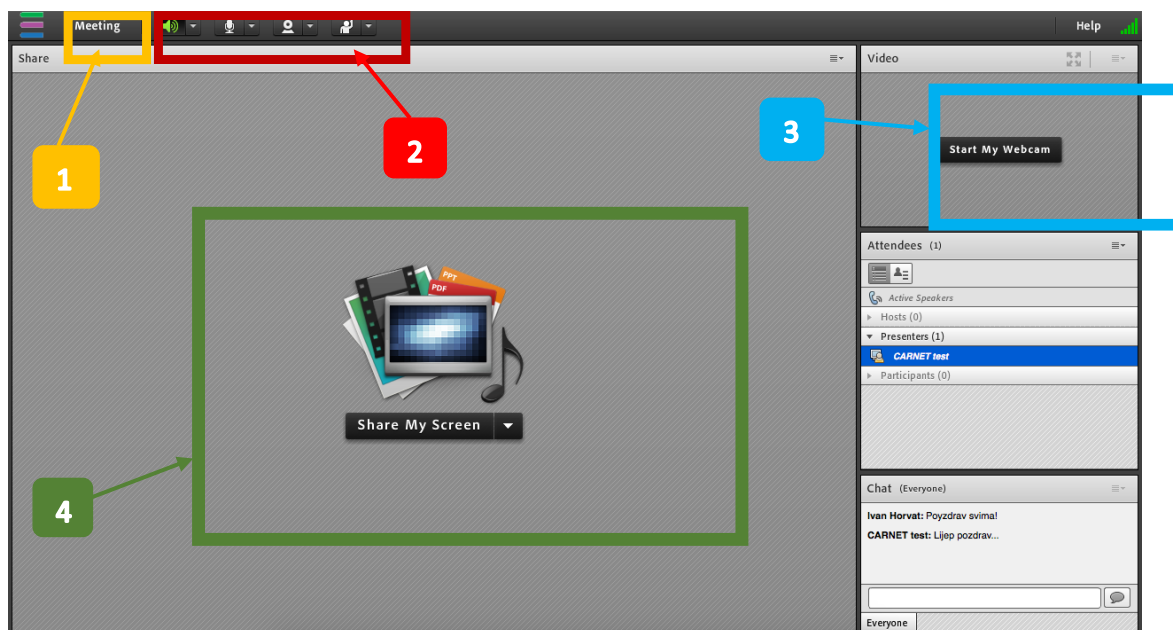 Meeting
Help
Share
Video
1
2
3
Start My Webcam
Attendees (1)
Active Speakers
Hosts (0)
Presenters (1)
CARNET test
Participants (0)
PPT
PDF
Share My Screen
4
Chat (Everyone)
Ivan Horvat: Poyzdrav svima!
CARNET test: Lijep pozdrav...
Everyone